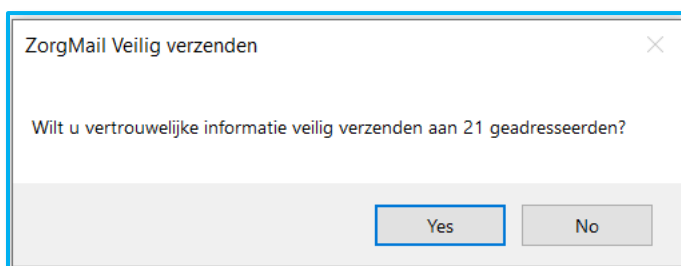 ZorgMail Veilig verzenden
Wilt u vertrouwelijke informatie veilig verzenden aan 21 geadresseerden?
Yes No